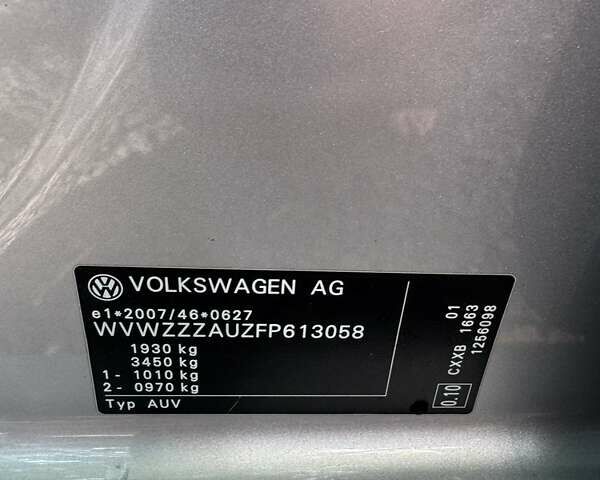 VOLKSWAGEN AG
e1*2007/46*0627
WVWZZZAUZFP613058
1930 kg
3450 kg
1 - 1010 kg
2 - 0970 kg
Typ AUV
0.10
CXXB 1663 01
1256098